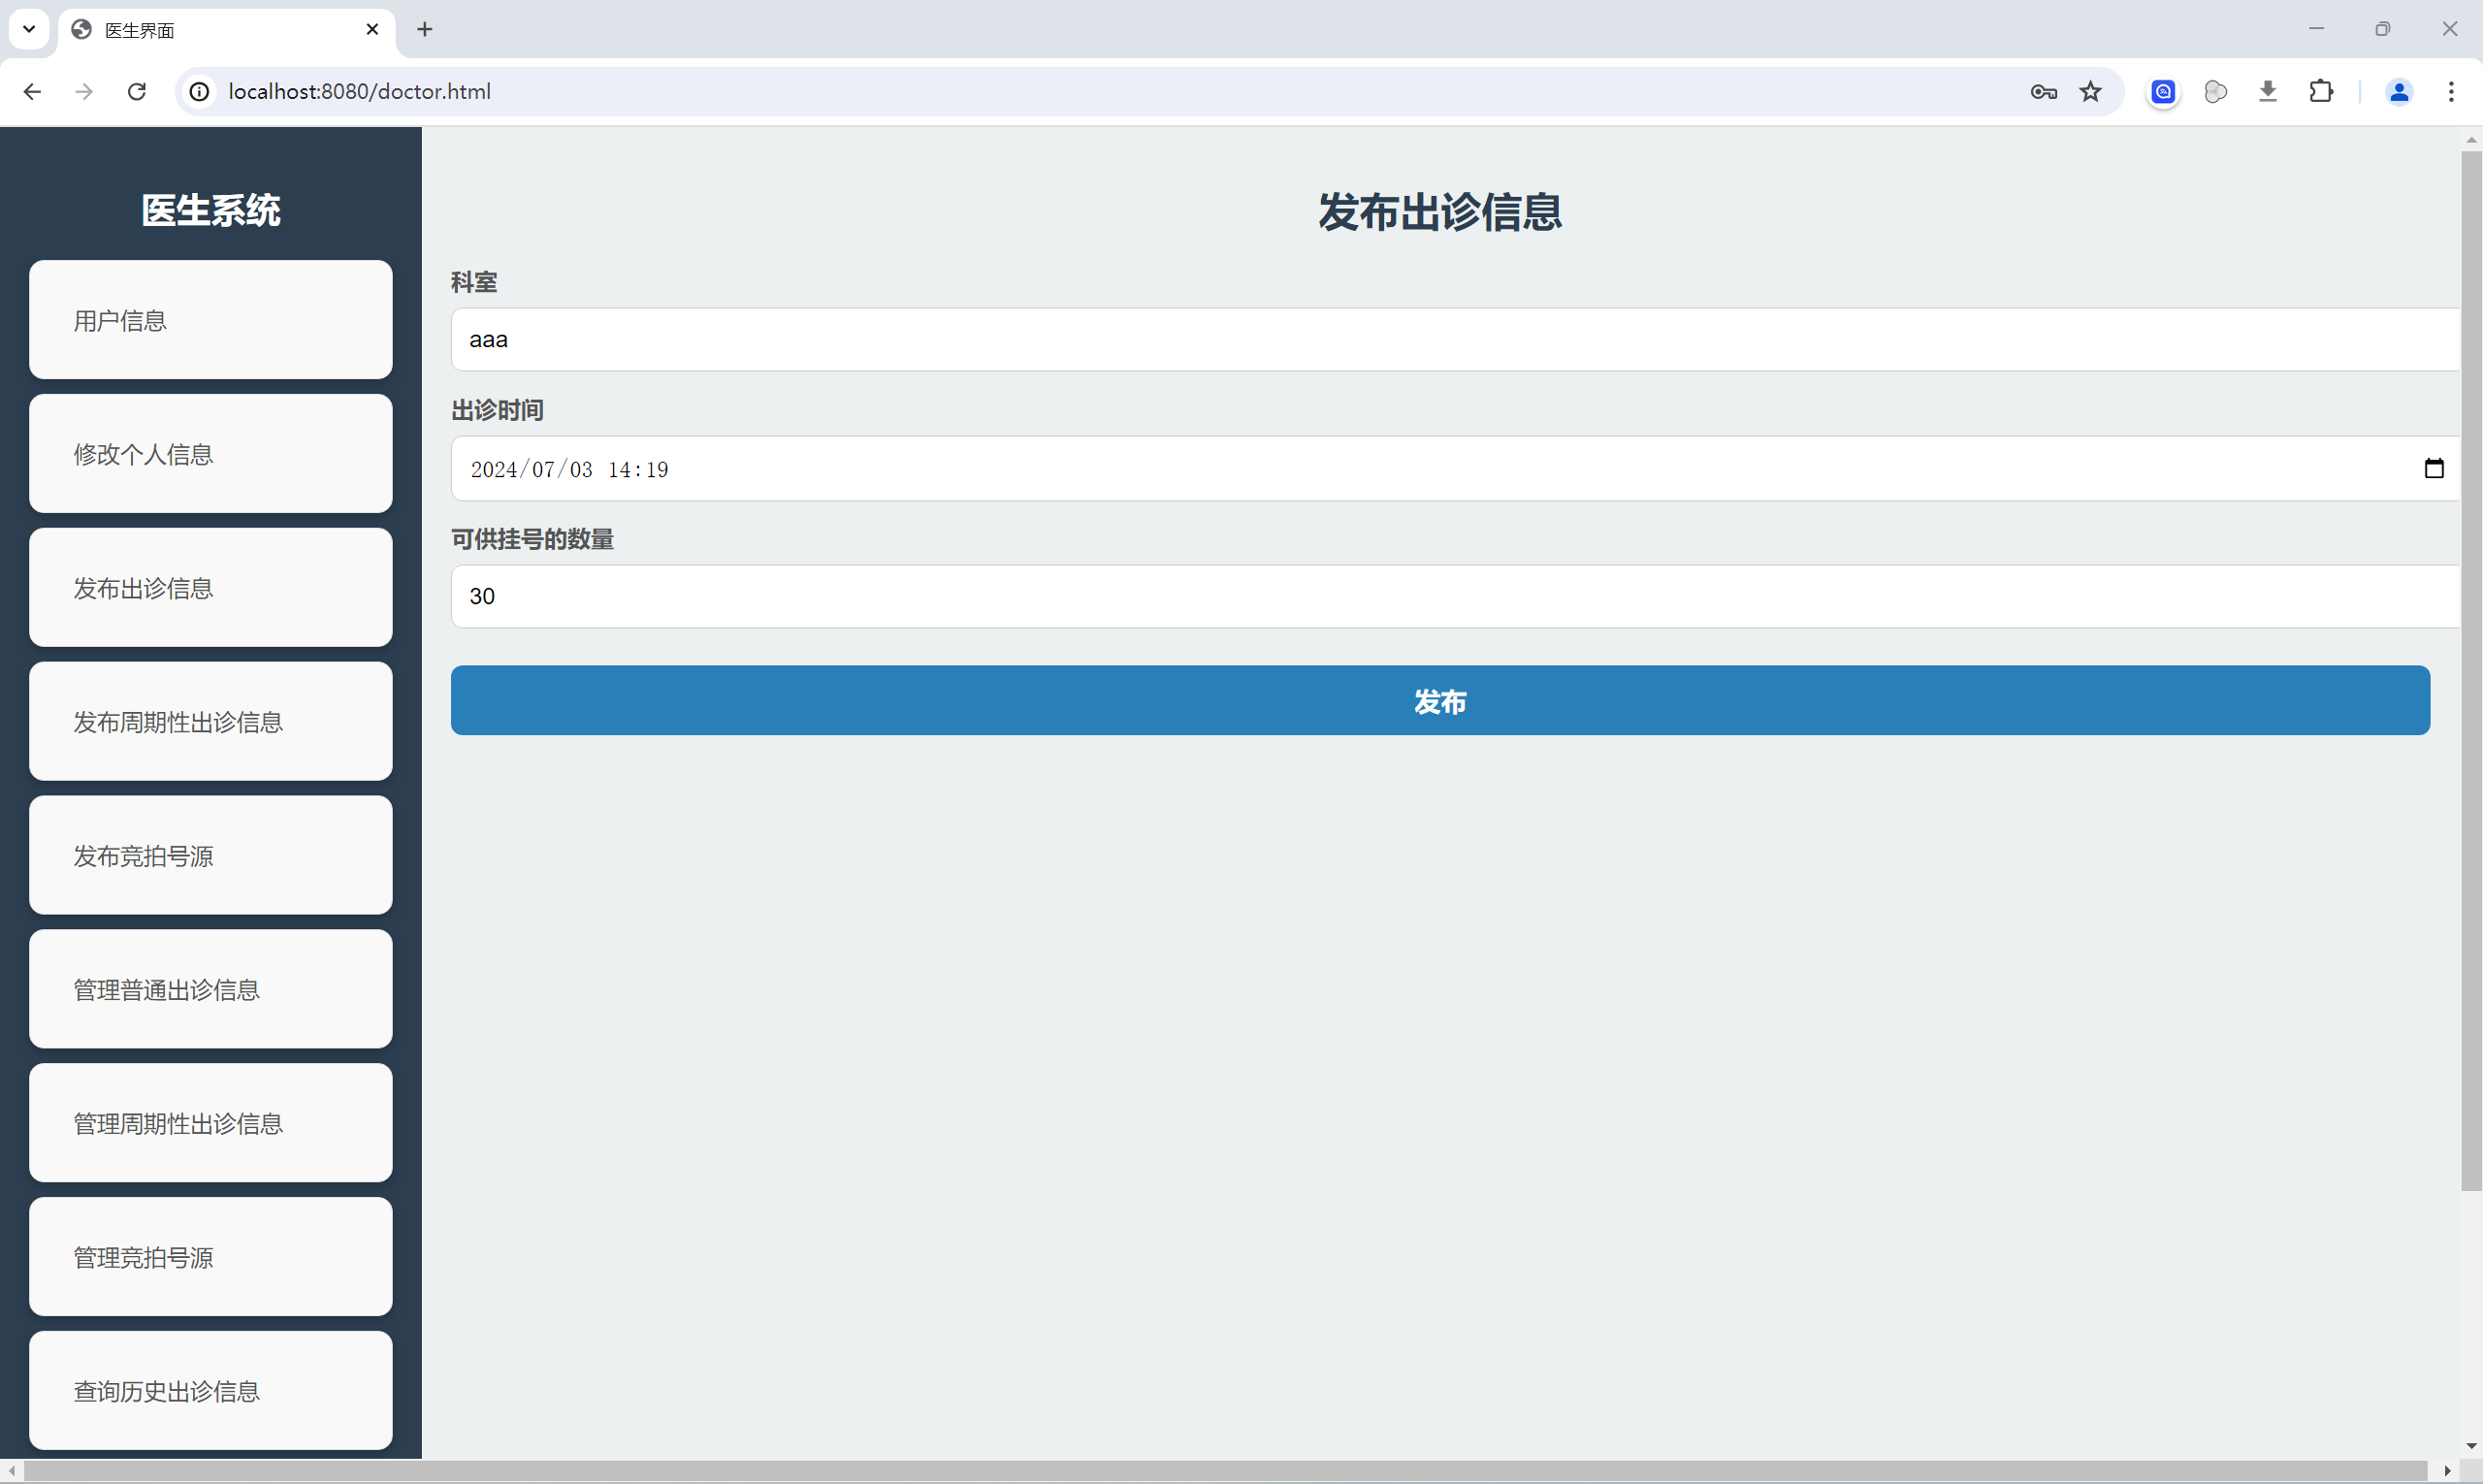 医生界面
localhost:8080/doctor.html
医生系统
用户信息
修改个人信息
发布出诊信息
发布周期性出诊信息
发布竞拍号源
管理普通出诊信息
管理周期性出诊信息
管理竞拍号源
查询历史出诊信息
发布出诊信息
科室
aaa
出诊时间
2024/07/03 14:19
可供挂号的数量
30
发布